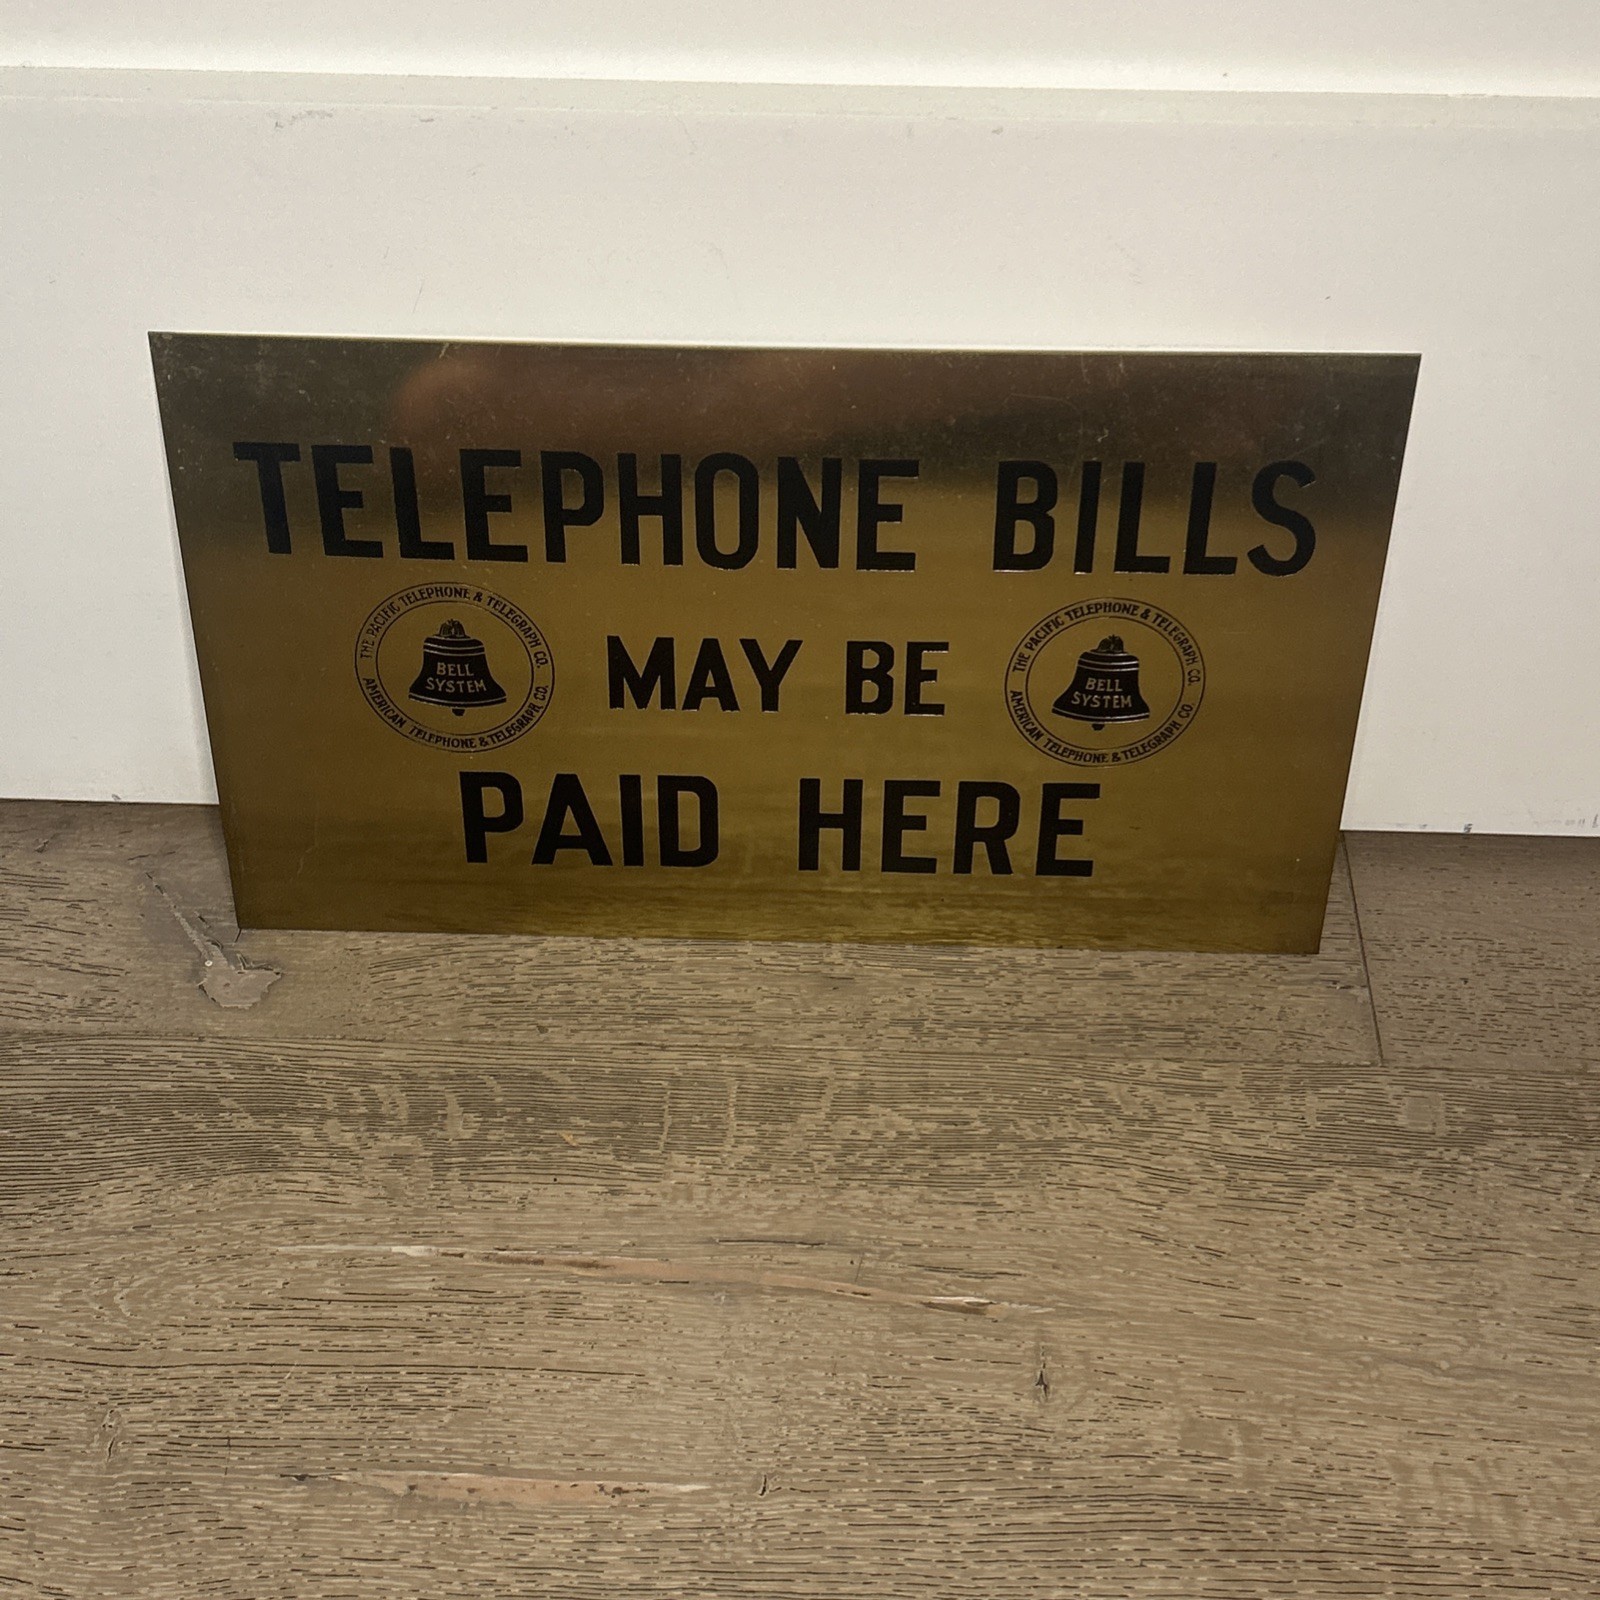 TELEPHONE BILLS
THE PACIFIC TELEPHONE & TELEGRAPH CO.
BELL
SYSTEM
AMERICAN TELEPHONE & TELEGRAPH CO.
MAY BE
THE PACIFIC TELEPHONE & TELEGRAPH CO.
BELL
SYSTEM
AMERICAN TELEPHONE & TELEGRAPH CO.
PAID HERE